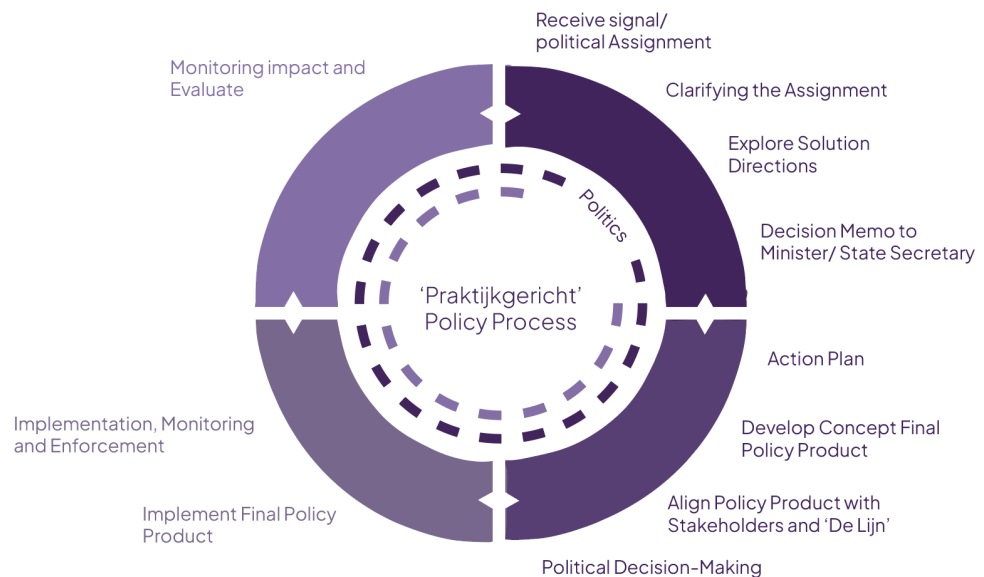 Receive signal/
political Assignment
Clarifying the Assignment
Explore Solution
Directions
Decision Memo to
Minister/ State Secretary
Action Plan
Develop Concept Final
Policy Product
Align Policy Product with
Stakeholders and ‘De Lijn’
Political Decision-Making
Implement Final Policy
Product
Implementation, Monitoring
and Enforcement
Monitoring impact and
Evaluate
Politics
‘Praktijkgericht’
Policy Process